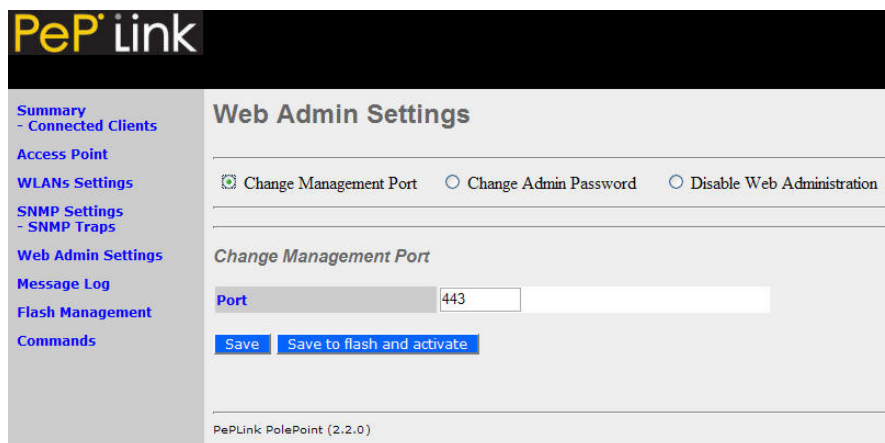 PePLink
Summary
- Connected Clients
Access Point
WLANs Settings
SNMP Settings
- SNMP Traps
Web Admin Settings
Message Log
Flash Management
Commands
Web Admin Settings
Change Management Port Change Admin Password Disable Web Administration
Change Management Port
Port 443
Save Save to flash and activate
PePLink PolePoint (2.2.0)